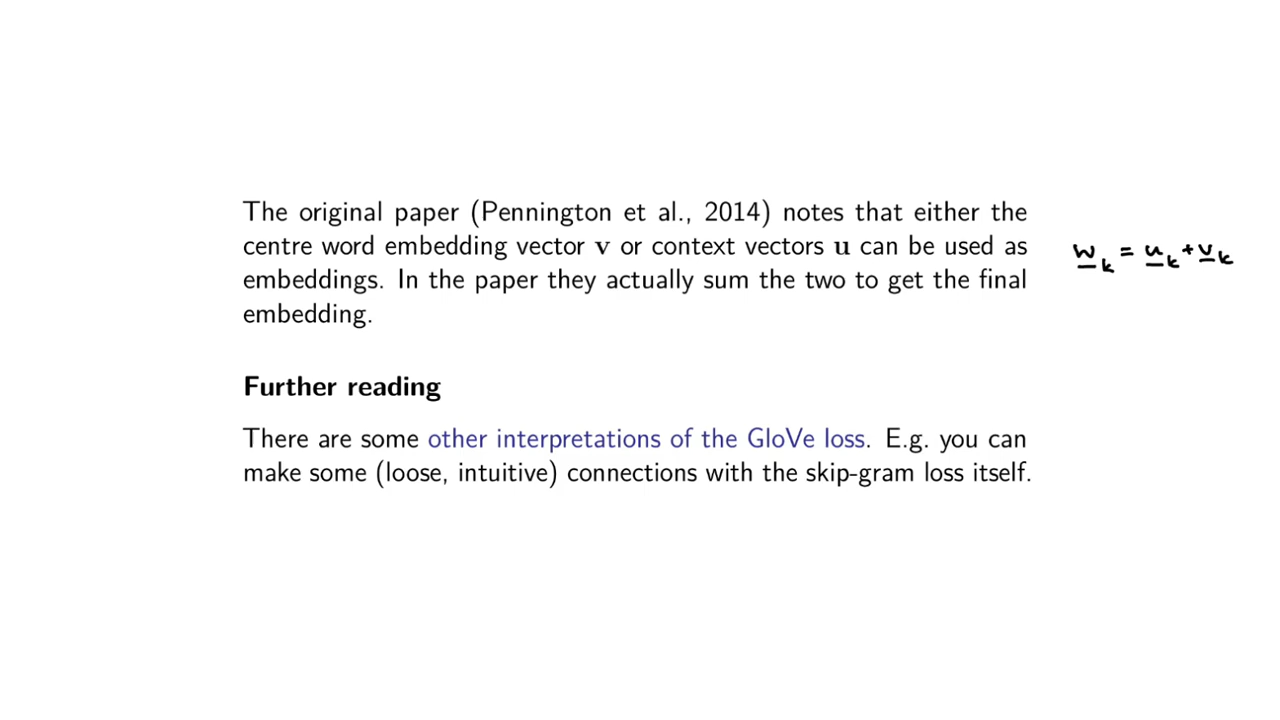 The original paper (Pennington et al., 2014) notes that either the
centre word embedding vector v or context vectors u can be used as
embeddings. In the paper they actually sum the two to get the final
embedding.
w_k = u_k + v_k
Further reading
There are some other interpretations of the GloVe loss. E.g. you can
make some (loose, intuitive) connections with the skip-gram loss itself.